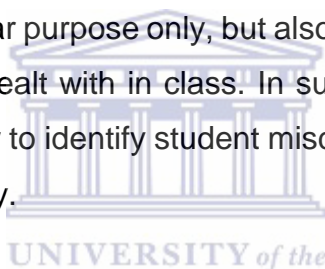 ar purpose only, but also
ealt with in class. In su
to identify student misc
y.
UNIVERSITY of the